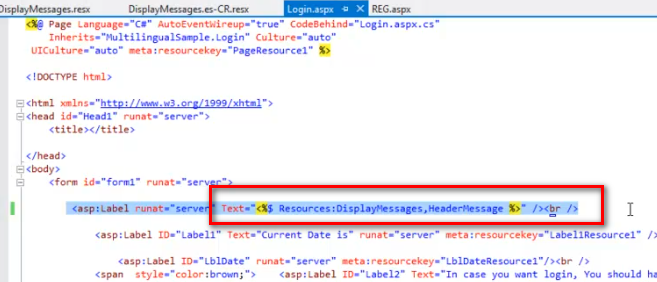 DisplayMessages.resx DisplayMessages.es-CR.resx Login.aspx REG.aspx
<%@ Page Language="C#" AutoEventWireup="true" CodeBehind="Login.aspx.cs"
Inherits="MultilingualSample.Login" Culture="auto"
UICulture="auto" meta:resourcekey="PageResource1" %>
<!DOCTYPE html>
<html xmlns="http://www.w3.org/1999/xhtml">
<head id="Head1" runat="server">
<title></title>
</head>
<body>
<form id="form1" runat="server">
<asp:Label runat="server" Text="<%$ Resources:DisplayMessages,HeaderMessage %>" /><br />
<asp:Label ID="Label1" Text="Current Date is" runat="server" meta:resourcekey="Label1Resource1" />
<asp:Label ID="LblDate" runat="server" meta:resourcekey="LblDateResource1"/><br />
<span style="color:brown;"> <asp:Label ID="Label2" Text="In case you want login, You should ha